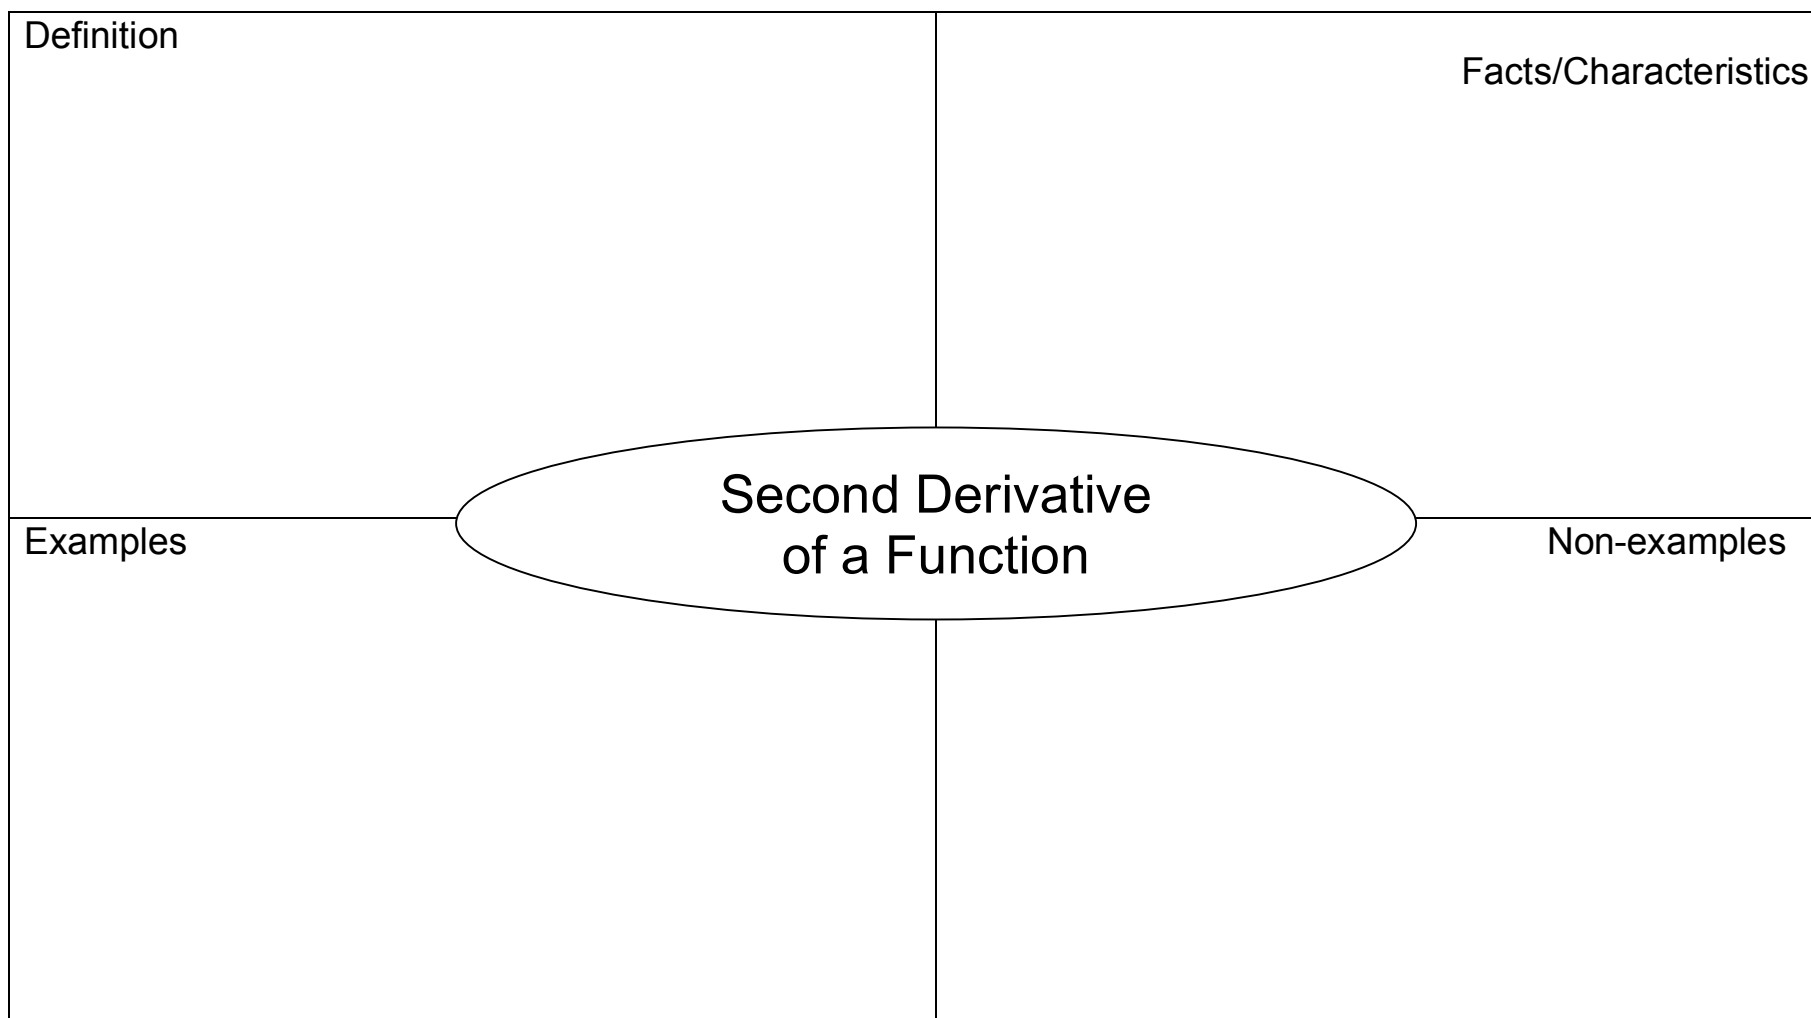 Definition
Facts/Characteristics
Second Derivative
of a Function
Examples
Non-examples